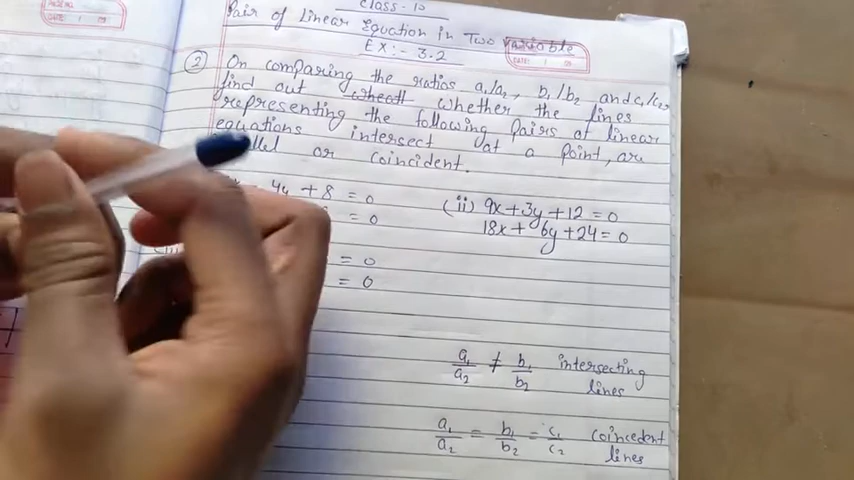 Class - 10
Pair of Linear Equation in Two Variable
EX :- 3.2
DATE:
② On comparing the ratios a₁/a₂, b₁/b₂ and c₁/c₂
find out whether the lines
representing the following pairs of linear
equations intersect at a point, are
or coincident.
+ 8 = 0
= 0
(ii) 9x+3y+12 = 0
18x + 6y+24 = 0
= 0
= 0
a₁/a₂ ≠ b₁/b₂ intersecting lines
a₁/a₂ = b₁/b₂ = c₁/c₂ coincedent lines